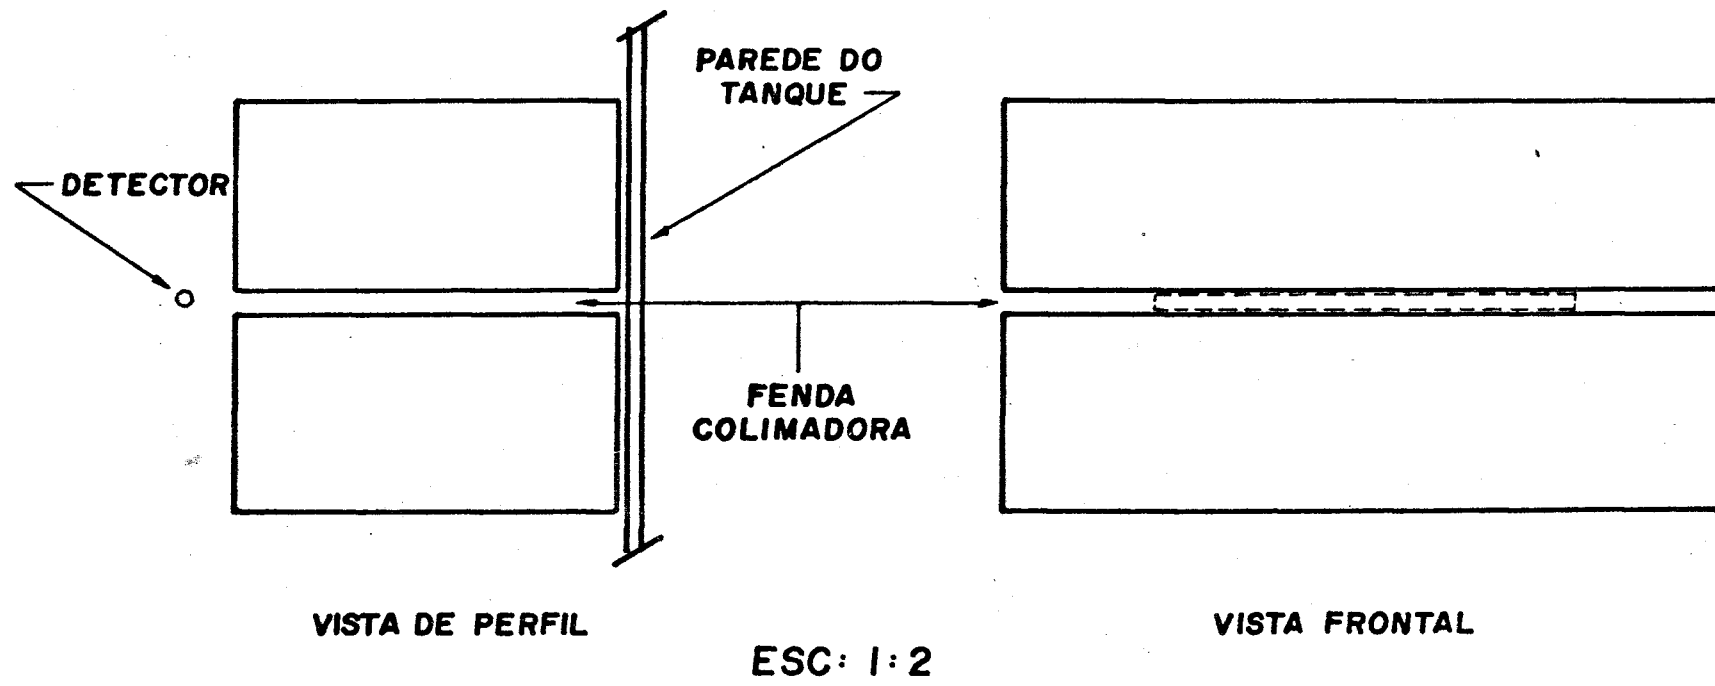 PAREDE DO
TANQUE
DETECTOR
FENDA
COLIMADORA
VISTA DE PERFIL
VISTA FRONTAL
ESC: 1:2